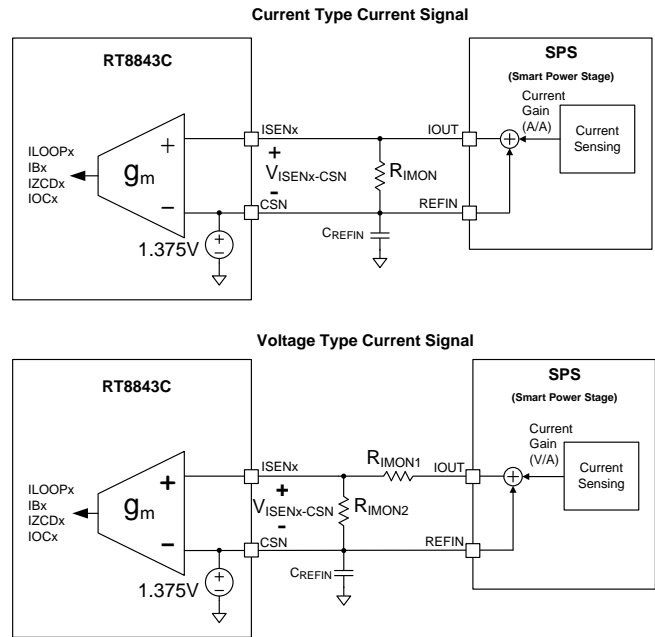 Current Type Current Signal
RT8843C
SPS
(Smart Power Stage)
Current
Gain
(A/A)
Current
Sensing
ISENx
IOUT
ILOOPx
IBx
IZCDx
IOCx
gm
+
+
VISENx-CSN
-
RIMON
−
CSN
REFIN
1.375V
+
−
CREFIN
Voltage Type Current Signal
RT8843C
SPS
(Smart Power Stage)
Current
Gain
(V/A)
Current
Sensing
ISENx
RIMON1
IOUT
ILOOPx
IBx
IZCDx
IOCx
gm
+
+
VISENx-CSN
-
RIMON2
−
CSN
REFIN
1.375V
+
−
CREFIN